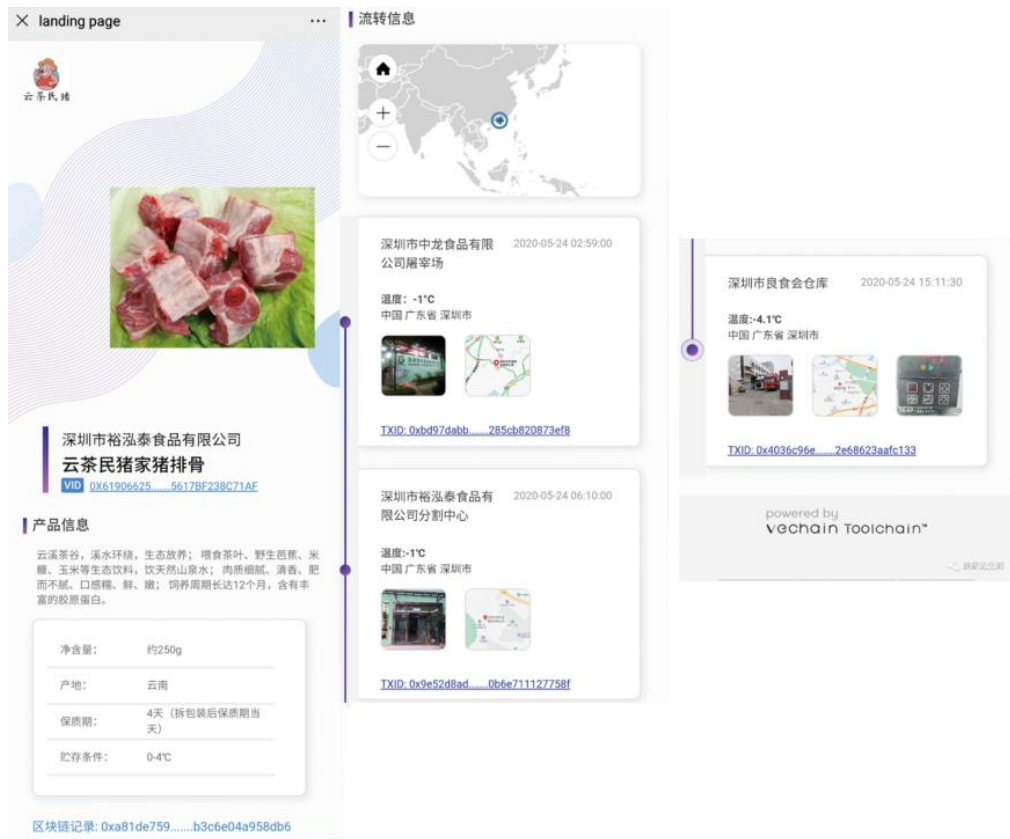 landing page
云茶民猪
深圳市裕泓泰食品有限公司
云茶民猪家猪排骨
VID 0X61906625......5617BF238C71AF
产品信息
云溪茶谷，溪水环绕，生态放养；喂食茶叶、野生芭蕉、米
糠、玉米等生态饮料，饮天然山泉水；肉质细腻、清香、肥
而不腻、口感糯、鲜、嫩；饲养周期长达12个月，含有丰
富的胶原蛋白。
净含量： 约250g
产地： 云南
保质期： 4天（拆包装后保质期当
天）
贮存条件： 0-4℃
区块链记录: 0xa81de759.......b3c6e04a958db6
流转信息
深圳市中龙食品有限 2020-05-24 02:59:00
公司屠宰场
温度：-1°C
中国 广东省 深圳市
TXID: 0xbd97dabb.......285cb820873ef8
深圳市裕泓泰食品有 2020-05-24 06:10:00
限公司分割中心
温度:-1°C
中国 广东省 深圳市
TXID: 0x9e52d8ad.......0b6e711127758f
深圳市良食会仓库 2020-05-24 15:11:30
温度:-4.1°C
中国 广东省 深圳市
TXID: 0x4036c96e.......2e68623aafc133
powered by
vechain Toolchain™